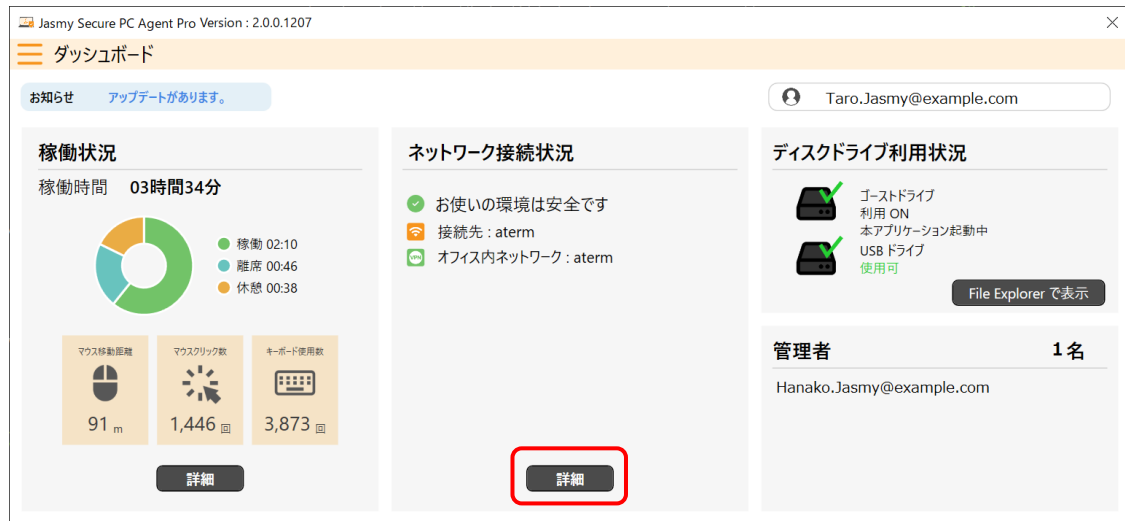 Jasmy Secure PC Agent Pro Version : 2.0.0.1207
ダッシュボード
お知らせ アップデートがあります。
Taro.Jasmy@example.com
稼働状況
稼働時間 03時間34分
稼働 02:10
離席 00:46
休憩 00:38
マウス移動距離 マウスクリック数 キーボード使用数
91 m 1,446 回 3,873 回
詳細
ネットワーク接続状況
お使いの環境は安全です
接続先 : aterm
VPN オフィス内ネットワーク : aterm
詳細
ディスクドライブ利用状況
ゴーストドライブ
利用 ON
本アプリケーション起動中
USB ドライブ
使用可
File Explorer で表示
管理者 1名
Hanako.Jasmy@example.com